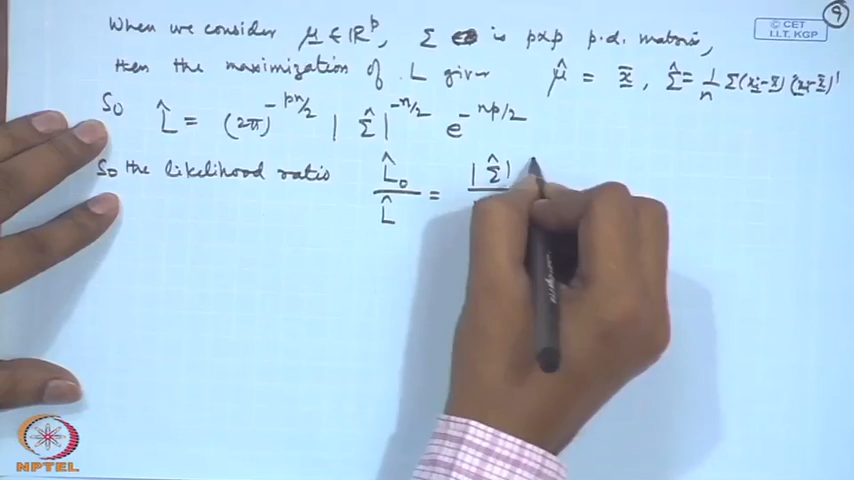 When we consider μ ∈ ℝ^p, Σ is p×p p.d. matrix,
© CET
I.I.T. KGP
9
then the maximization of L gives μ̂ = x̄, Σ̂ = 1/n Σ(xᵢ-x̄)(xᵢ-x̄)'
So L̂ = (2π)^{-pn/2} |Σ̂|^{-n/2} e^{-np/2}
So the likelihood ratio L̂₀/L̂ = |Σ̂|
NPTEL